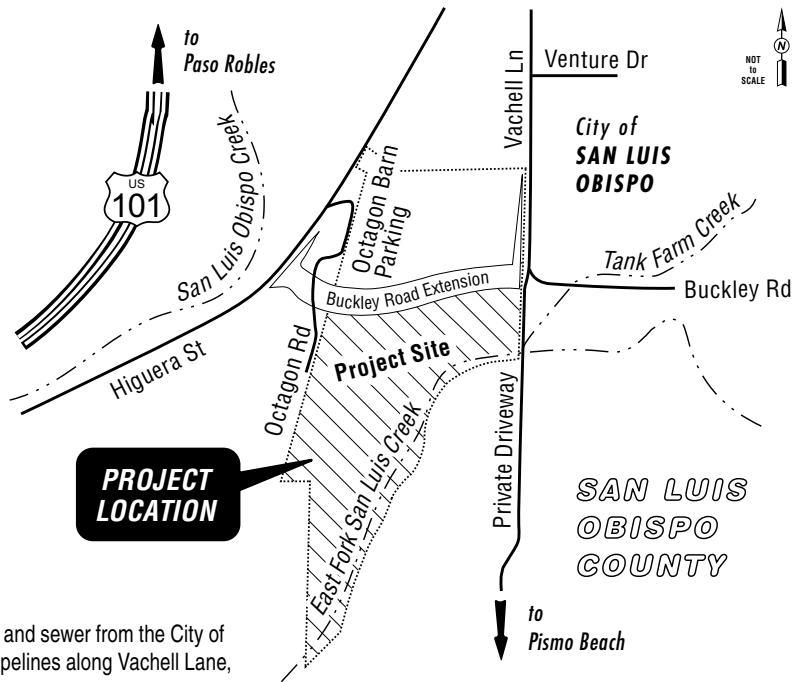 to
Paso Robles
US
101
San Luis Obispo Creek
Higuera St
Octagon Barn
Parking
Octagon Rd
Buckley Road Extension
Project Site
East Fork San Luis Creek
Vachell Ln
Venture Dr
N
NOT
to
SCALE
City of
SAN LUIS
OBISPO
Tank Farm Creek
Buckley Rd
Private Driveway
PROJECT
LOCATION
SAN LUIS
OBISPO
COUNTY
to
Pismo Beach
and sewer from the City of
pelines along Vachell Lane,